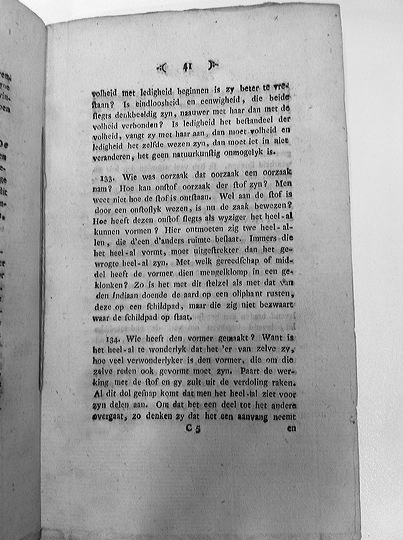 41
volheid met ledigheid beginnen is zy beter te vre-
ſtaan? Is eindloosheid en eenwigheid, die beide
ſlegts denkbeeldig zyn, naauwer met haar dan met de
volheid verbonden? Is ledigheid het beſtandeel der
volheid, vangt zy met haar aan, dan moet volheid en
ledigheid het zelfde wezen zyn, dan moet iet in niet
veranderen, het geen natuurkunſtig onmogelyk is.
133. Wie was oorzaak dat oorzaak een oorzaak
nam? Hoe kan onſtof oorzaak der ſtof zyn? Men
weet niet hoe de ſtof is ontſtaan. Wel aan de ſtof is
door een onſtoflyk wezen, is nu de zaak bewezen?
Hoe heeft dezen onſtof ſlegts als wyziger het heel-al
kunnen vormen? Hier ontmoeten zig twe heel-al-
len, die d'een d'anders ruimte beſlaat. Immers die
het heel-al vormt, moet uitgeſtrekter dan het ge-
wrogte heel-al zyn. Met welk gereedſchap of mid-
del heeft de vormer dien mengelklomp in een ge-
klonken? Zo is het met dit ſtelzel als met dat van
den Indiaan doende de aard op een oliphant rusten,
deze op een ſchildpad, maar die zig niet bezwaart
waar de ſchildpad op ſtaat.
134. Wie heeft den vormer gemaakt? Want is
het heel-al te wonderlyk dat het 'er van zelve zy,
hoe veel verwonderlyker is den vormer, die om die
zelve reden ook gevormt moet zyn. Paart de wer-
king met de ſtof en gy zult uit de verdoling raken.
Al dit dol geſnap komt dat men het heel-al ziet voor
zyn delen aan. Om dat het een deel tot het andere
overgaat, zo denken zy dat het een aanvang neemt
C 5 en